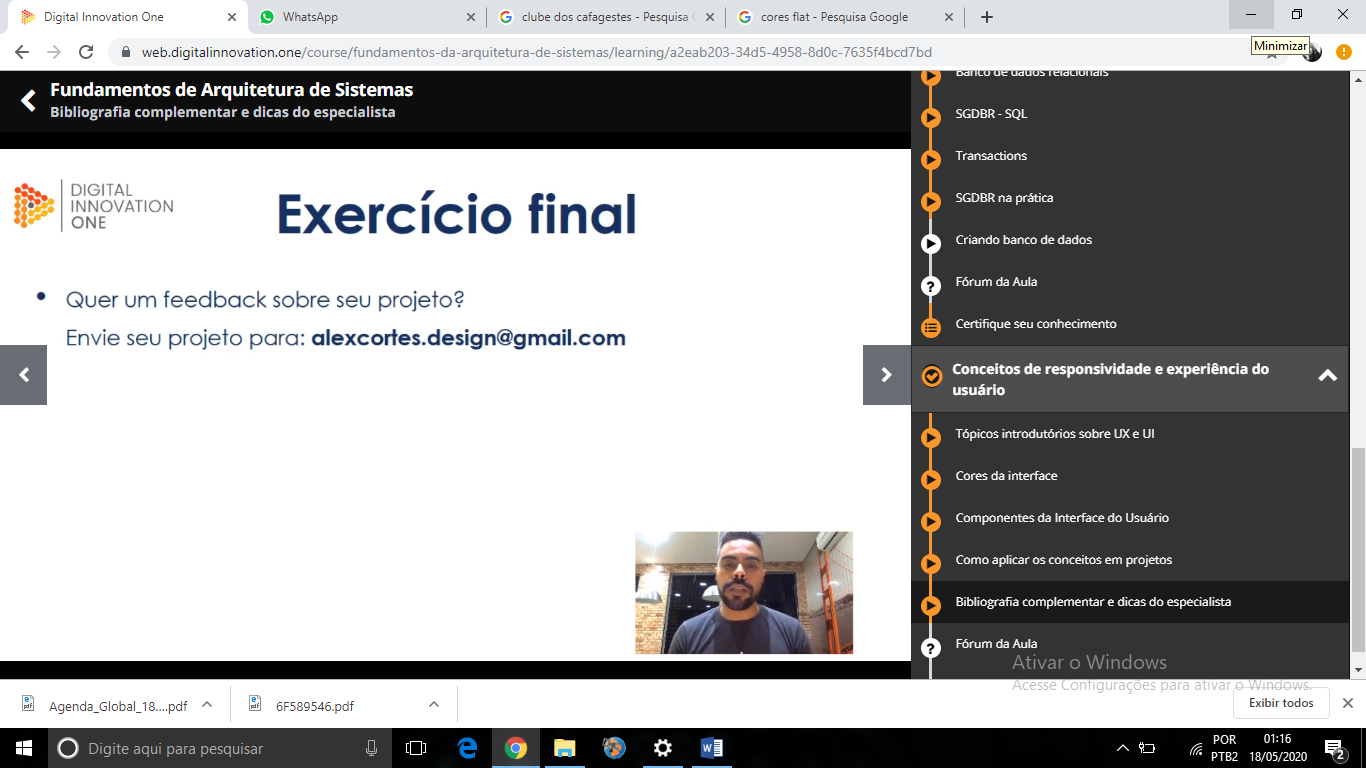 Digital Innovation One
WhatsApp
clube dos cafagestes - Pesquisa
cores flat - Pesquisa Google
web.digitalinnovation.one/course/fundamentos-da-arquitetura-de-sistemas/learning/a2eab203-34d5-4958-8d0c-7635f4bcd7bd
Minimizar
Fundamentos de Arquitetura de Sistemas
Bibliografia complementar e dicas do especialista
DIGITAL
INNOVATION
ONE
Exercício final
• Quer um feedback sobre seu projeto?
Envie seu projeto para: alexcortes.design@gmail.com
Banco de dados relacionais
SGDBR - SQL
Transactions
SGDBR na prática
Criando banco de dados
Fórum da Aula
Certifique seu conhecimento
Conceitos de responsividade e experiência do
usuário
Tópicos introdutórios sobre UX e UI
Cores da interface
Componentes da Interface do Usuário
Como aplicar os conceitos em projetos
Bibliografia complementar e dicas do especialista
Fórum da Aula
Ativar o Windows
Acesse Configurações para ativar o Windows.
Agenda_Global_18....pdf
6F589546.pdf
Exibir todos
Digite aqui para pesquisar
POR
PTB2
01:16
18/05/2020
2